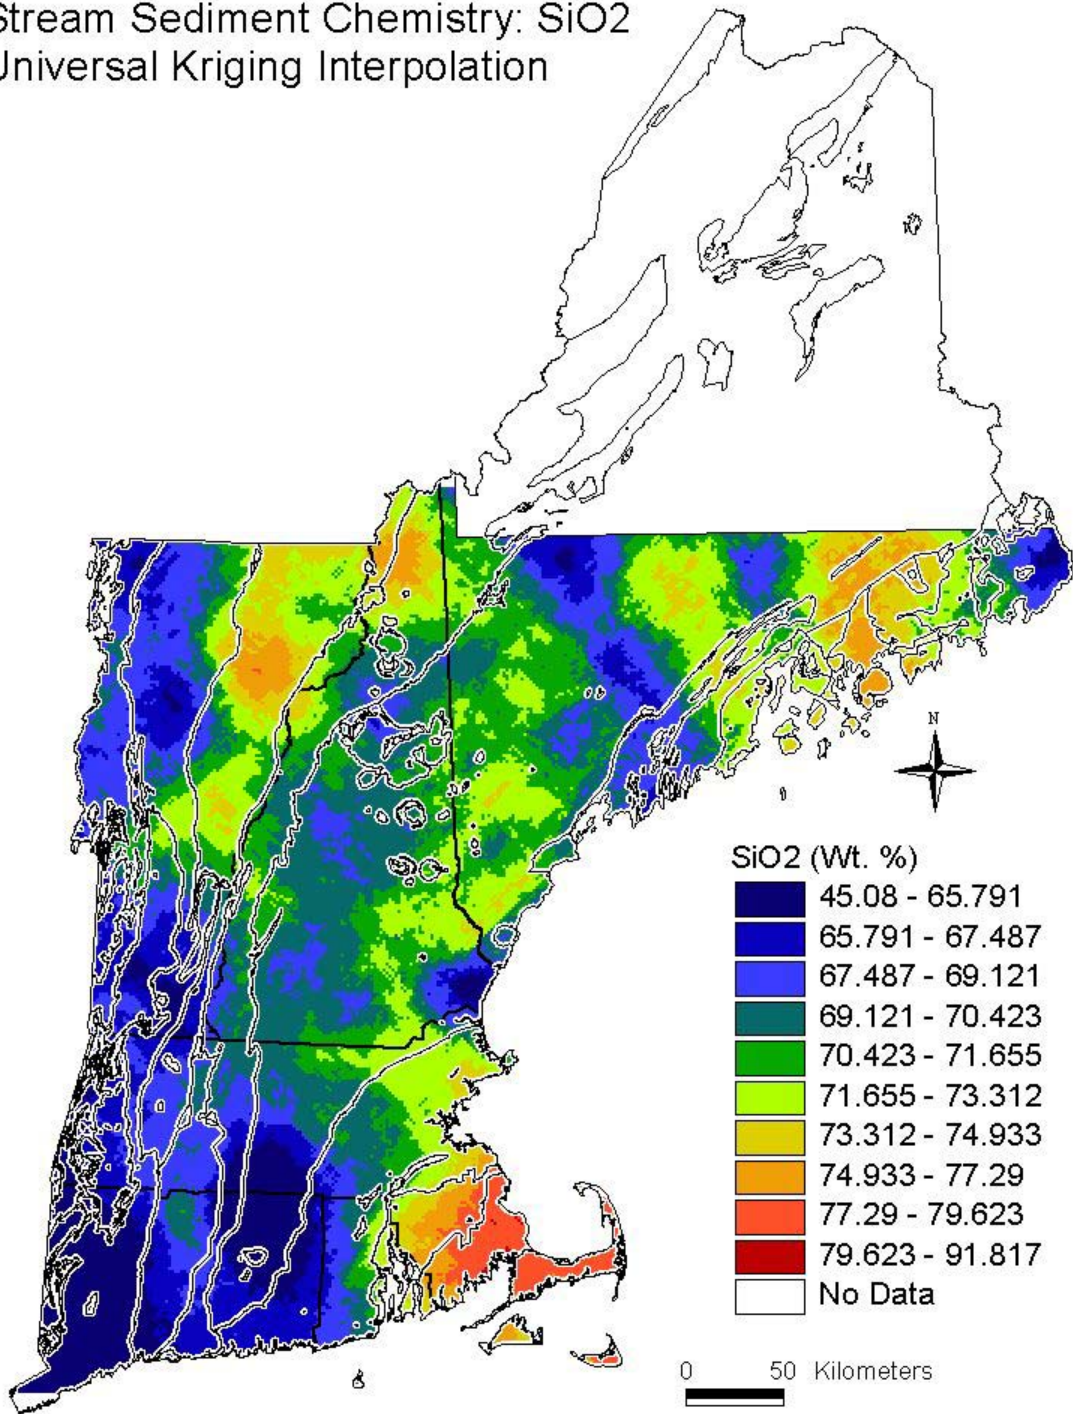 Stream Sediment Chemistry: SiO2
Universal Kriging Interpolation
N
SiO2 (Wt. %)
45.08 - 65.791
65.791 - 67.487
67.487 - 69.121
69.121 - 70.423
70.423 - 71.655
71.655 - 73.312
73.312 - 74.933
74.933 - 77.29
77.29 - 79.623
79.623 - 91.817
No Data
0 50 Kilometers